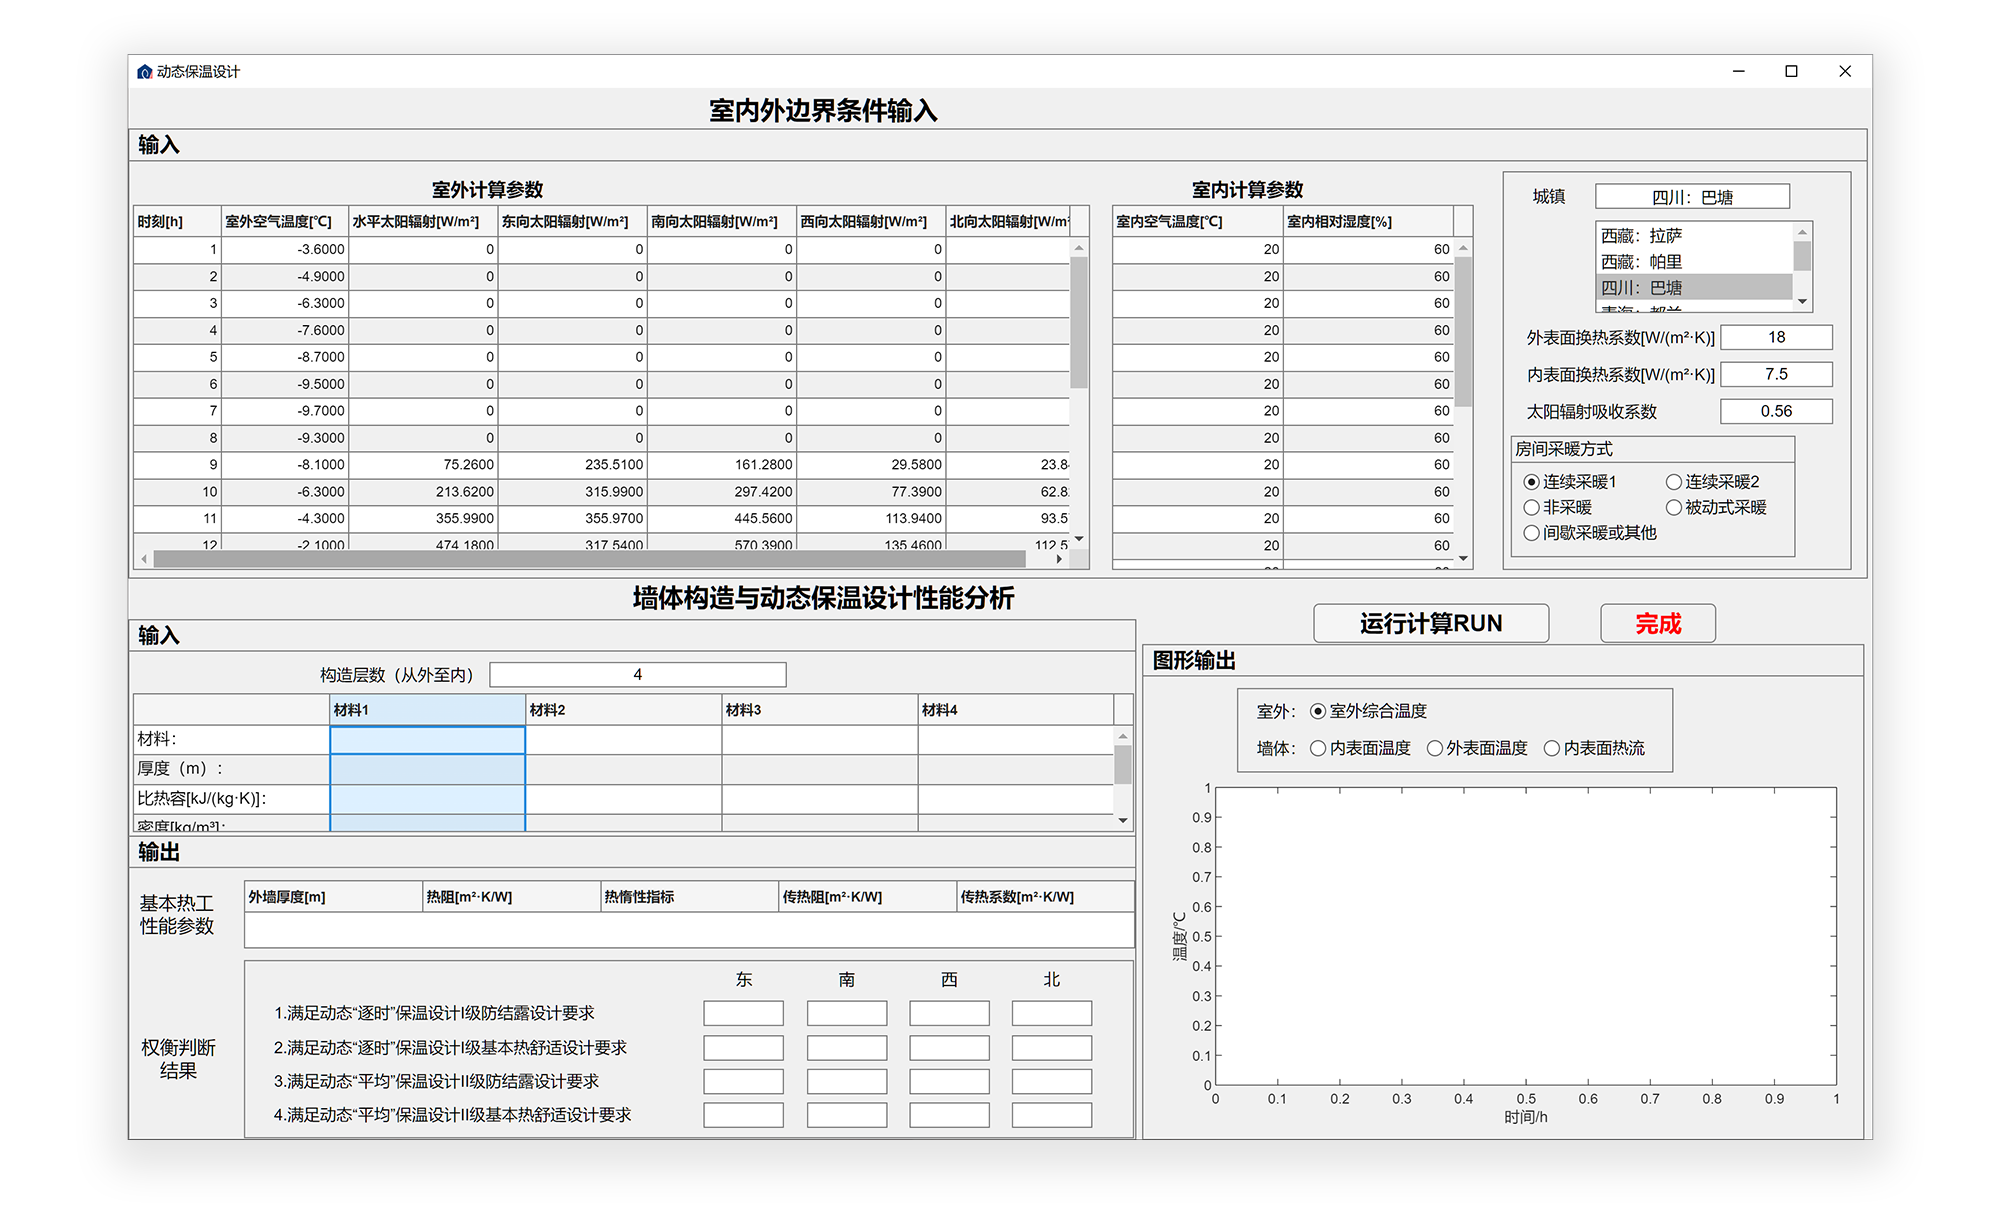 动态保温设计
室内外边界条件输入
输入
室外计算参数
时刻[h] 室外空气温度[℃] 水平太阳辐射[W/m²] 东向太阳辐射[W/m²] 南向太阳辐射[W/m²] 西向太阳辐射[W/m²] 北向太阳辐射[W/m²
1 -3.6000 0 0 0 0
2 -4.9000 0 0 0 0
3 -6.3000 0 0 0 0
4 -7.6000 0 0 0 0
5 -8.7000 0 0 0 0
6 -9.5000 0 0 0 0
7 -9.7000 0 0 0 0
8 -9.3000 0 0 0 0
9 -8.1000 75.2600 235.5100 161.2800 29.5800 23.8
10 -6.3000 213.6200 315.9900 297.4200 77.3900 62.8
11 -4.3000 355.9900 355.9700 445.5600 113.9400 93.5
12 -2.1000 474.1800 317.5400 570.3900 135.4600 112.5
室内计算参数
室内空气温度[℃] 室内相对湿度[%]
20 60
20 60
20 60
20 60
20 60
20 60
20 60
20 60
20 60
20 60
20 60
20 60
20 60
城镇 四川：巴塘
西藏：拉萨
西藏：帕里
四川：巴塘
青海：都兰
外表面换热系数[W/(m²·K)] 18
内表面换热系数[W/(m²·K)] 7.5
太阳辐射吸收系数 0.56
房间采暖方式
连续采暖1 连续采暖2
非采暖 被动式采暖
间歇采暖或其他
墙体构造与动态保温设计性能分析
输入
构造层数（从外至内） 4
材料1 材料2 材料3 材料4
材料：
厚度（m）：
比热容[kJ/(kg·K)]：
密度[kg/m³]：
输出
基本热工
性能参数
外墙厚度[m] 热阻[m²·K/W] 热惰性指标 传热阻[m²·K/W] 传热系数[m²·K/W]
权衡判断
结果
东 南 西 北
1.满足动态“逐时”保温设计I级防结露设计要求
2.满足动态“逐时”保温设计I级基本热舒适设计要求
3.满足动态“平均”保温设计II级防结露设计要求
4.满足动态“平均”保温设计II级基本热舒适设计要求
运行计算RUN 完成
图形输出
室外： 室外综合温度
墙体： 内表面温度 外表面温度 内表面热流
1
0.9
0.8
0.7
0.6
0.5
0.4
0.3
0.2
0.1
0
温度/℃
0 0.1 0.2 0.3 0.4 0.5 0.6 0.7 0.8 0.9 1
时间/h